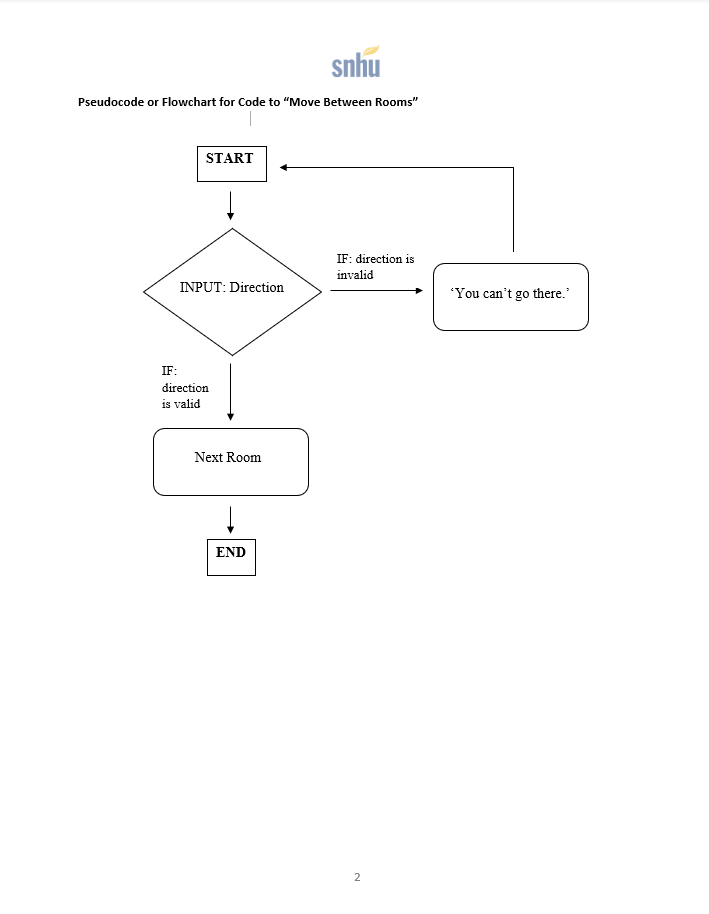 snhu
Pseudocode or Flowchart for Code to “Move Between Rooms”
START
IF: direction is
invalid
INPUT: Direction
‘You can’t go there.’
IF:
direction
is valid
Next Room
END
2